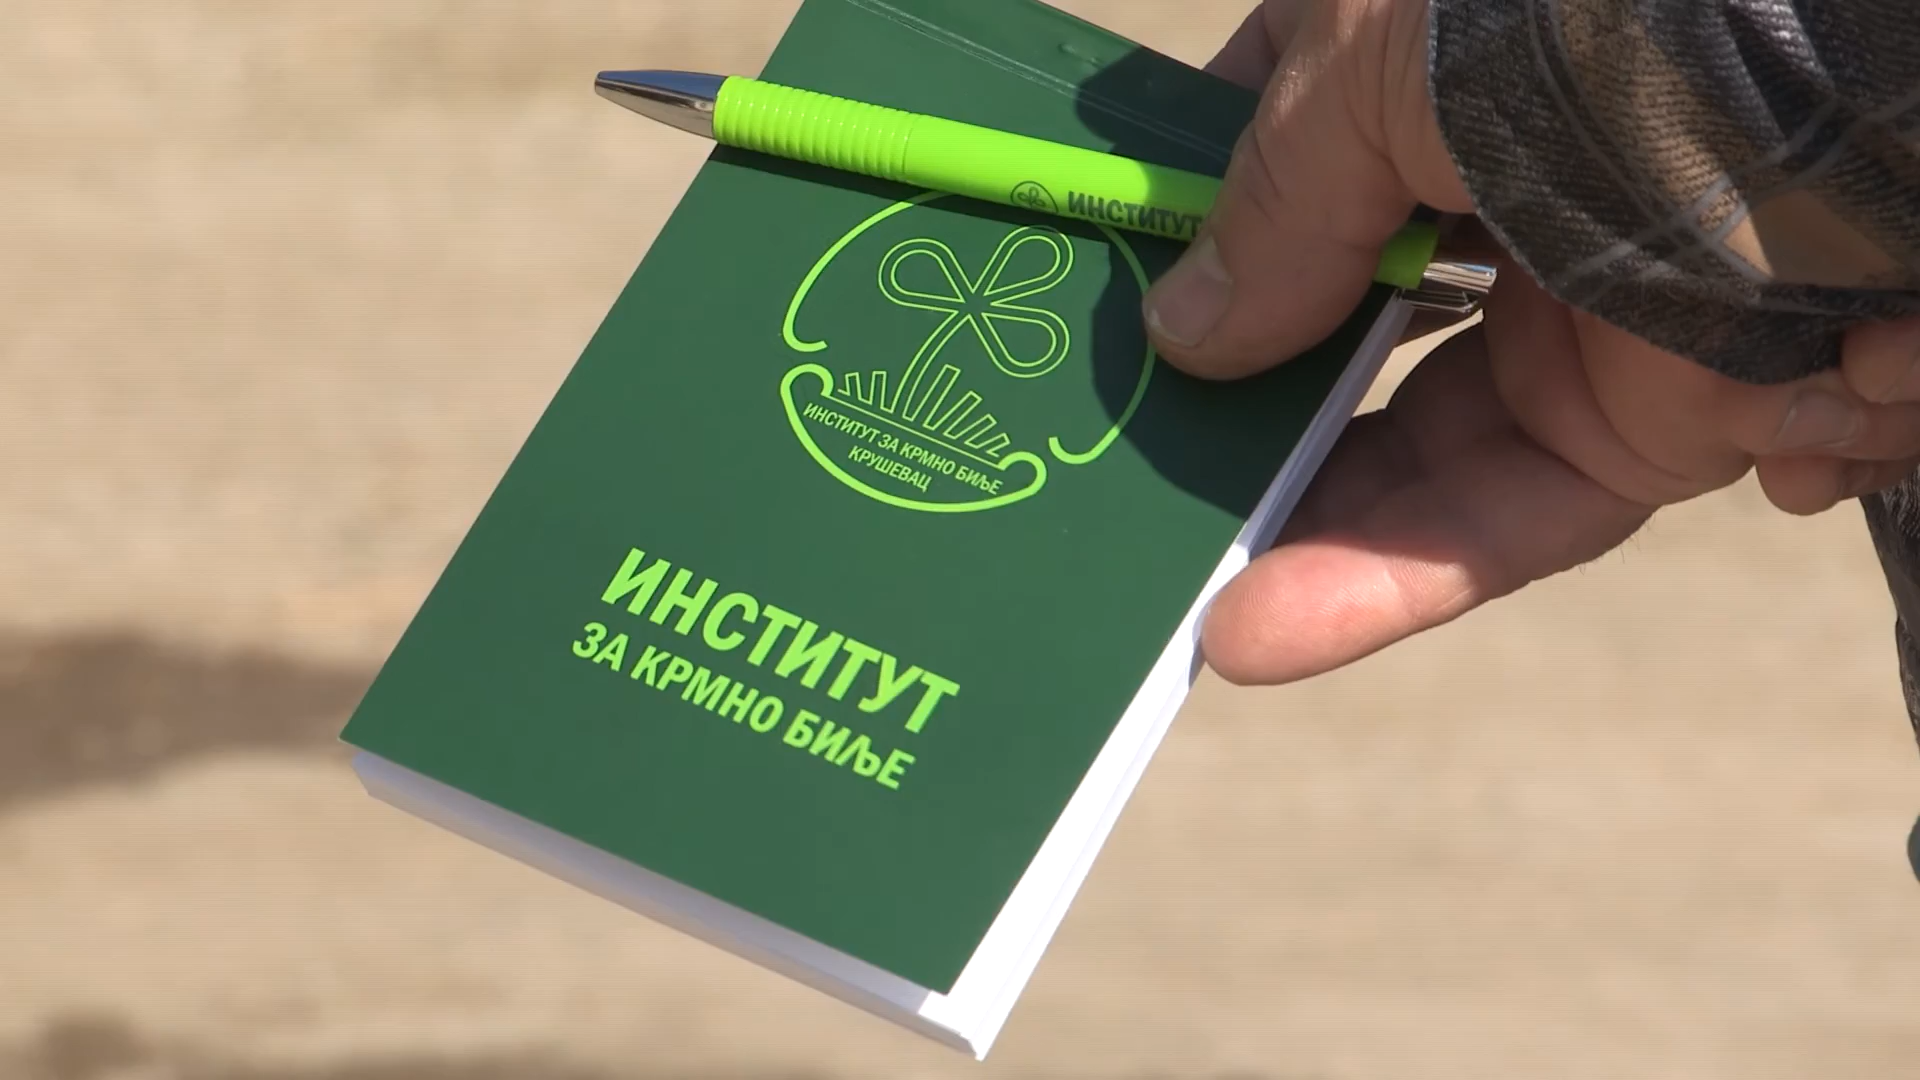 ИНСТИТУТ
ИНСТИТУТ ЗА КРМНО БИЉЕ
КРУШЕВАЦ
ИНСТИТУТ
ЗА КРМНО БИЉЕ